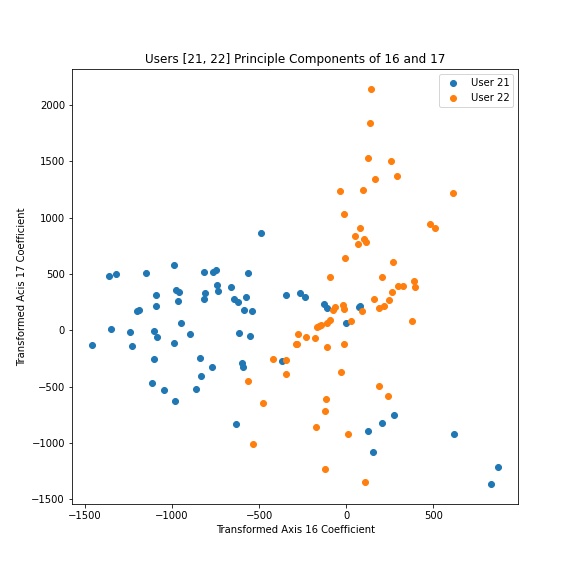 Users [21, 22] Principle Components of 16 and 17
User 21
User 22
Transformed Acis 17 Coefficient
2000
1500
1000
500
0
−500
−1000
−1500
−1500
−1000
−500
0
500
Transformed Axis 16 Coefficient